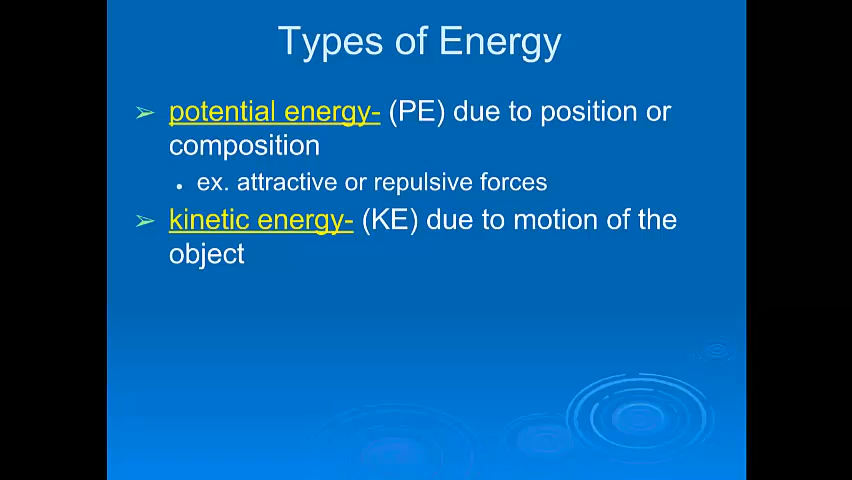 Types of Energy
➢ potential energy- (PE) due to position or
composition
• ex. attractive or repulsive forces
➢ kinetic energy- (KE) due to motion of the
object